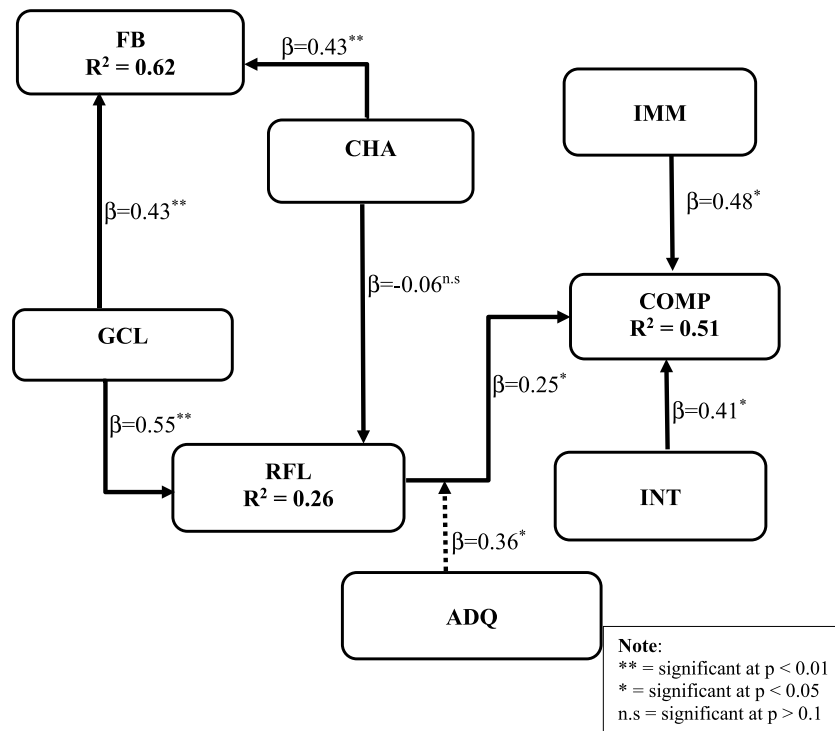 FB
R² = 0.62
β=0.43**
CHA
IMM
β=0.43**
β=0.48*
β=-0.06ⁿ·ˢ
COMP
R² = 0.51
GCL
β=0.25*
β=0.55**
β=0.41*
RFL
R² = 0.26
INT
β=0.36*
ADQ
Note:
** = significant at p < 0.01
* = significant at p < 0.05
n.s = significant at p > 0.1